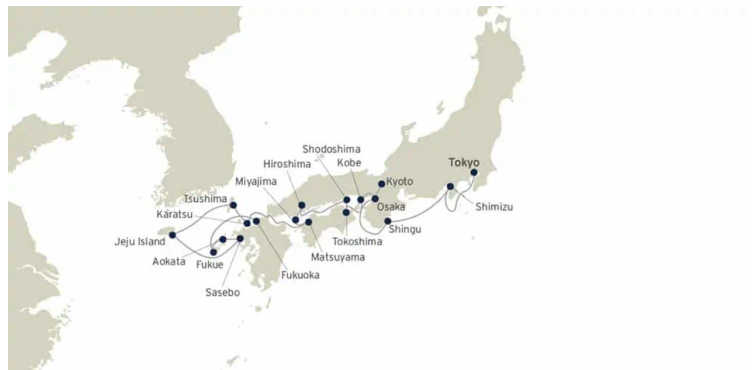 Shodoshima
Hiroshima
Kobe
Tokyo
Miyajima
Kyoto
Tsushima
Osaka
Shimizu
Karatsu
Shingu
Jeju Island
Tokoshima
Matsuyama
Aokata
Fukue
Fukuoka
Sasebo